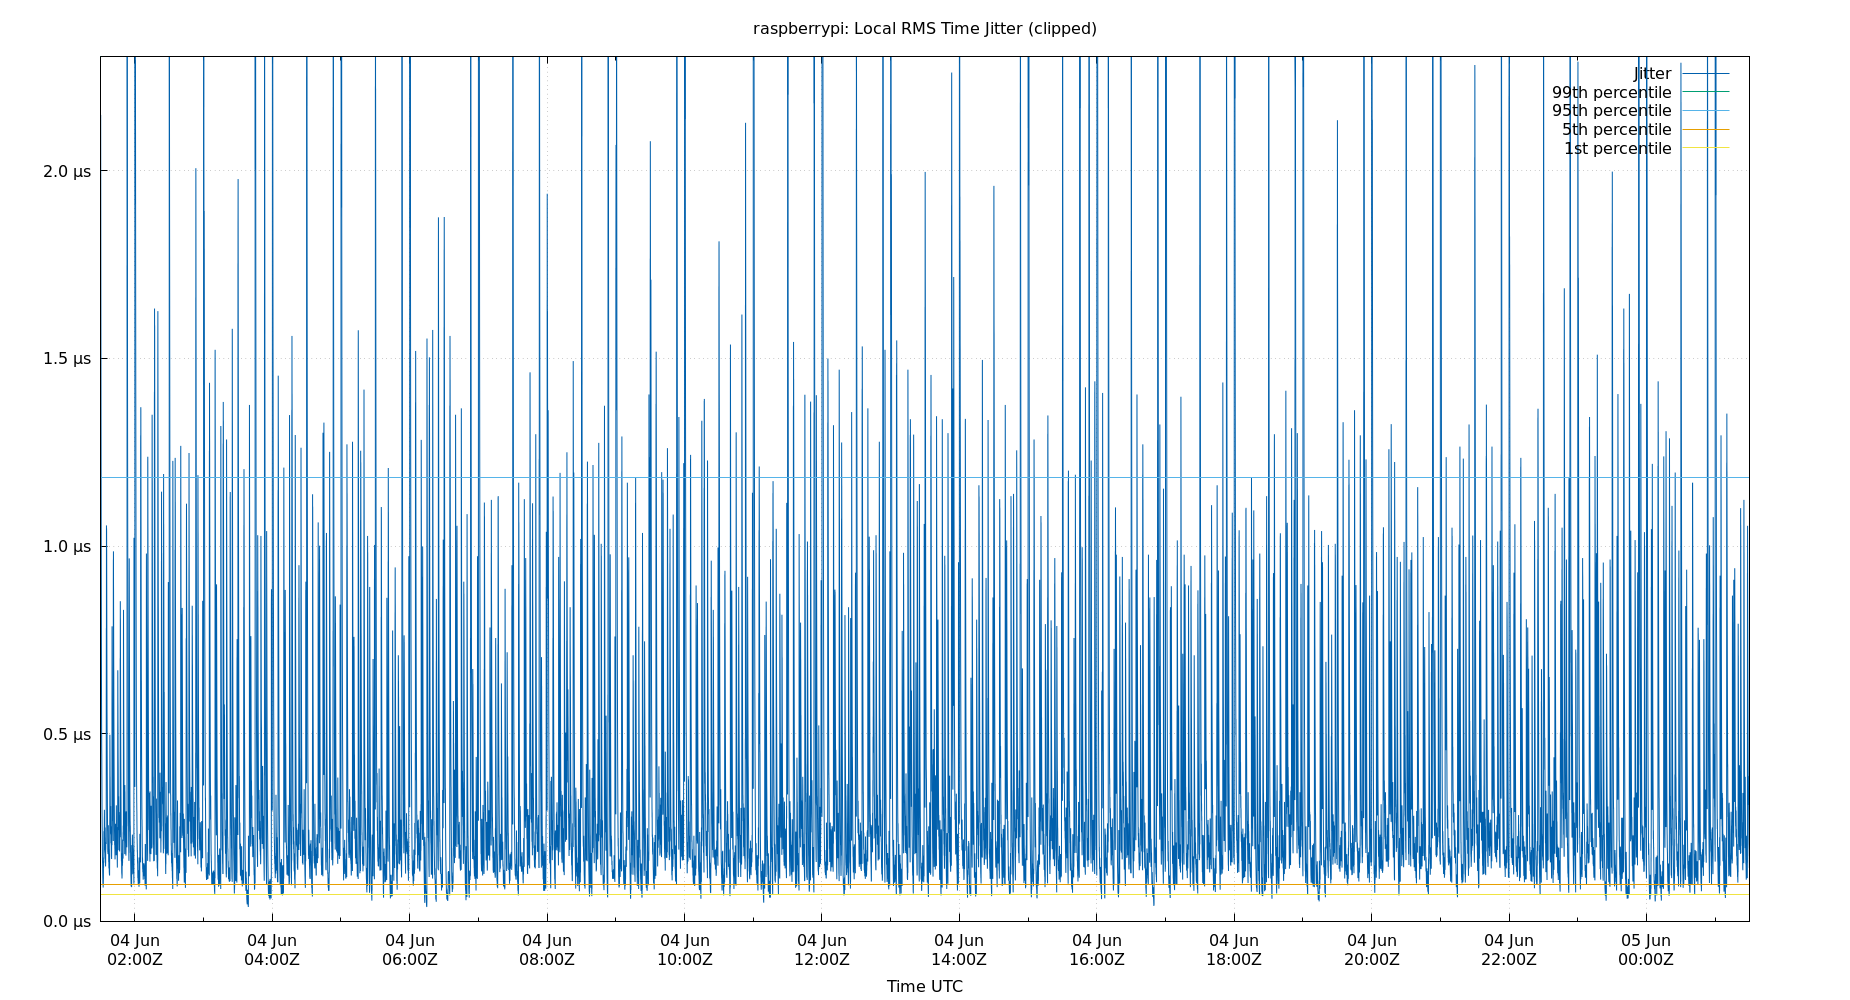 raspberrypi: Local RMS Time Jitter (clipped)
Jitter
99th percentile
95th percentile
5th percentile
1st percentile
2.0 µs
1.5 µs
1.0 µs
0.5 µs
0.0 µs
04 Jun 04 Jun 04 Jun 04 Jun 04 Jun 04 Jun 04 Jun 04 Jun 04 Jun 04 Jun 04 Jun 05 Jun
02:00Z 04:00Z 06:00Z 08:00Z 10:00Z 12:00Z 14:00Z 16:00Z 18:00Z 20:00Z 22:00Z 00:00Z
Time UTC